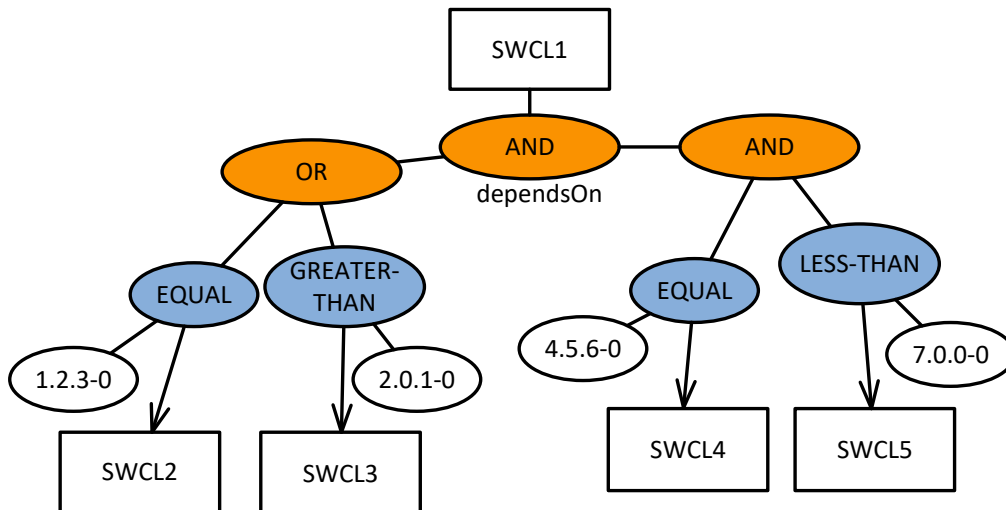 SWCL1
AND
AND
OR
dependsOn
GREATER-
THAN
LESS-THAN
EQUAL
EQUAL
1.2.3-0
2.0.1-0
4.5.6-0
7.0.0-0
SWCL2
SWCL3
SWCL4
SWCL5